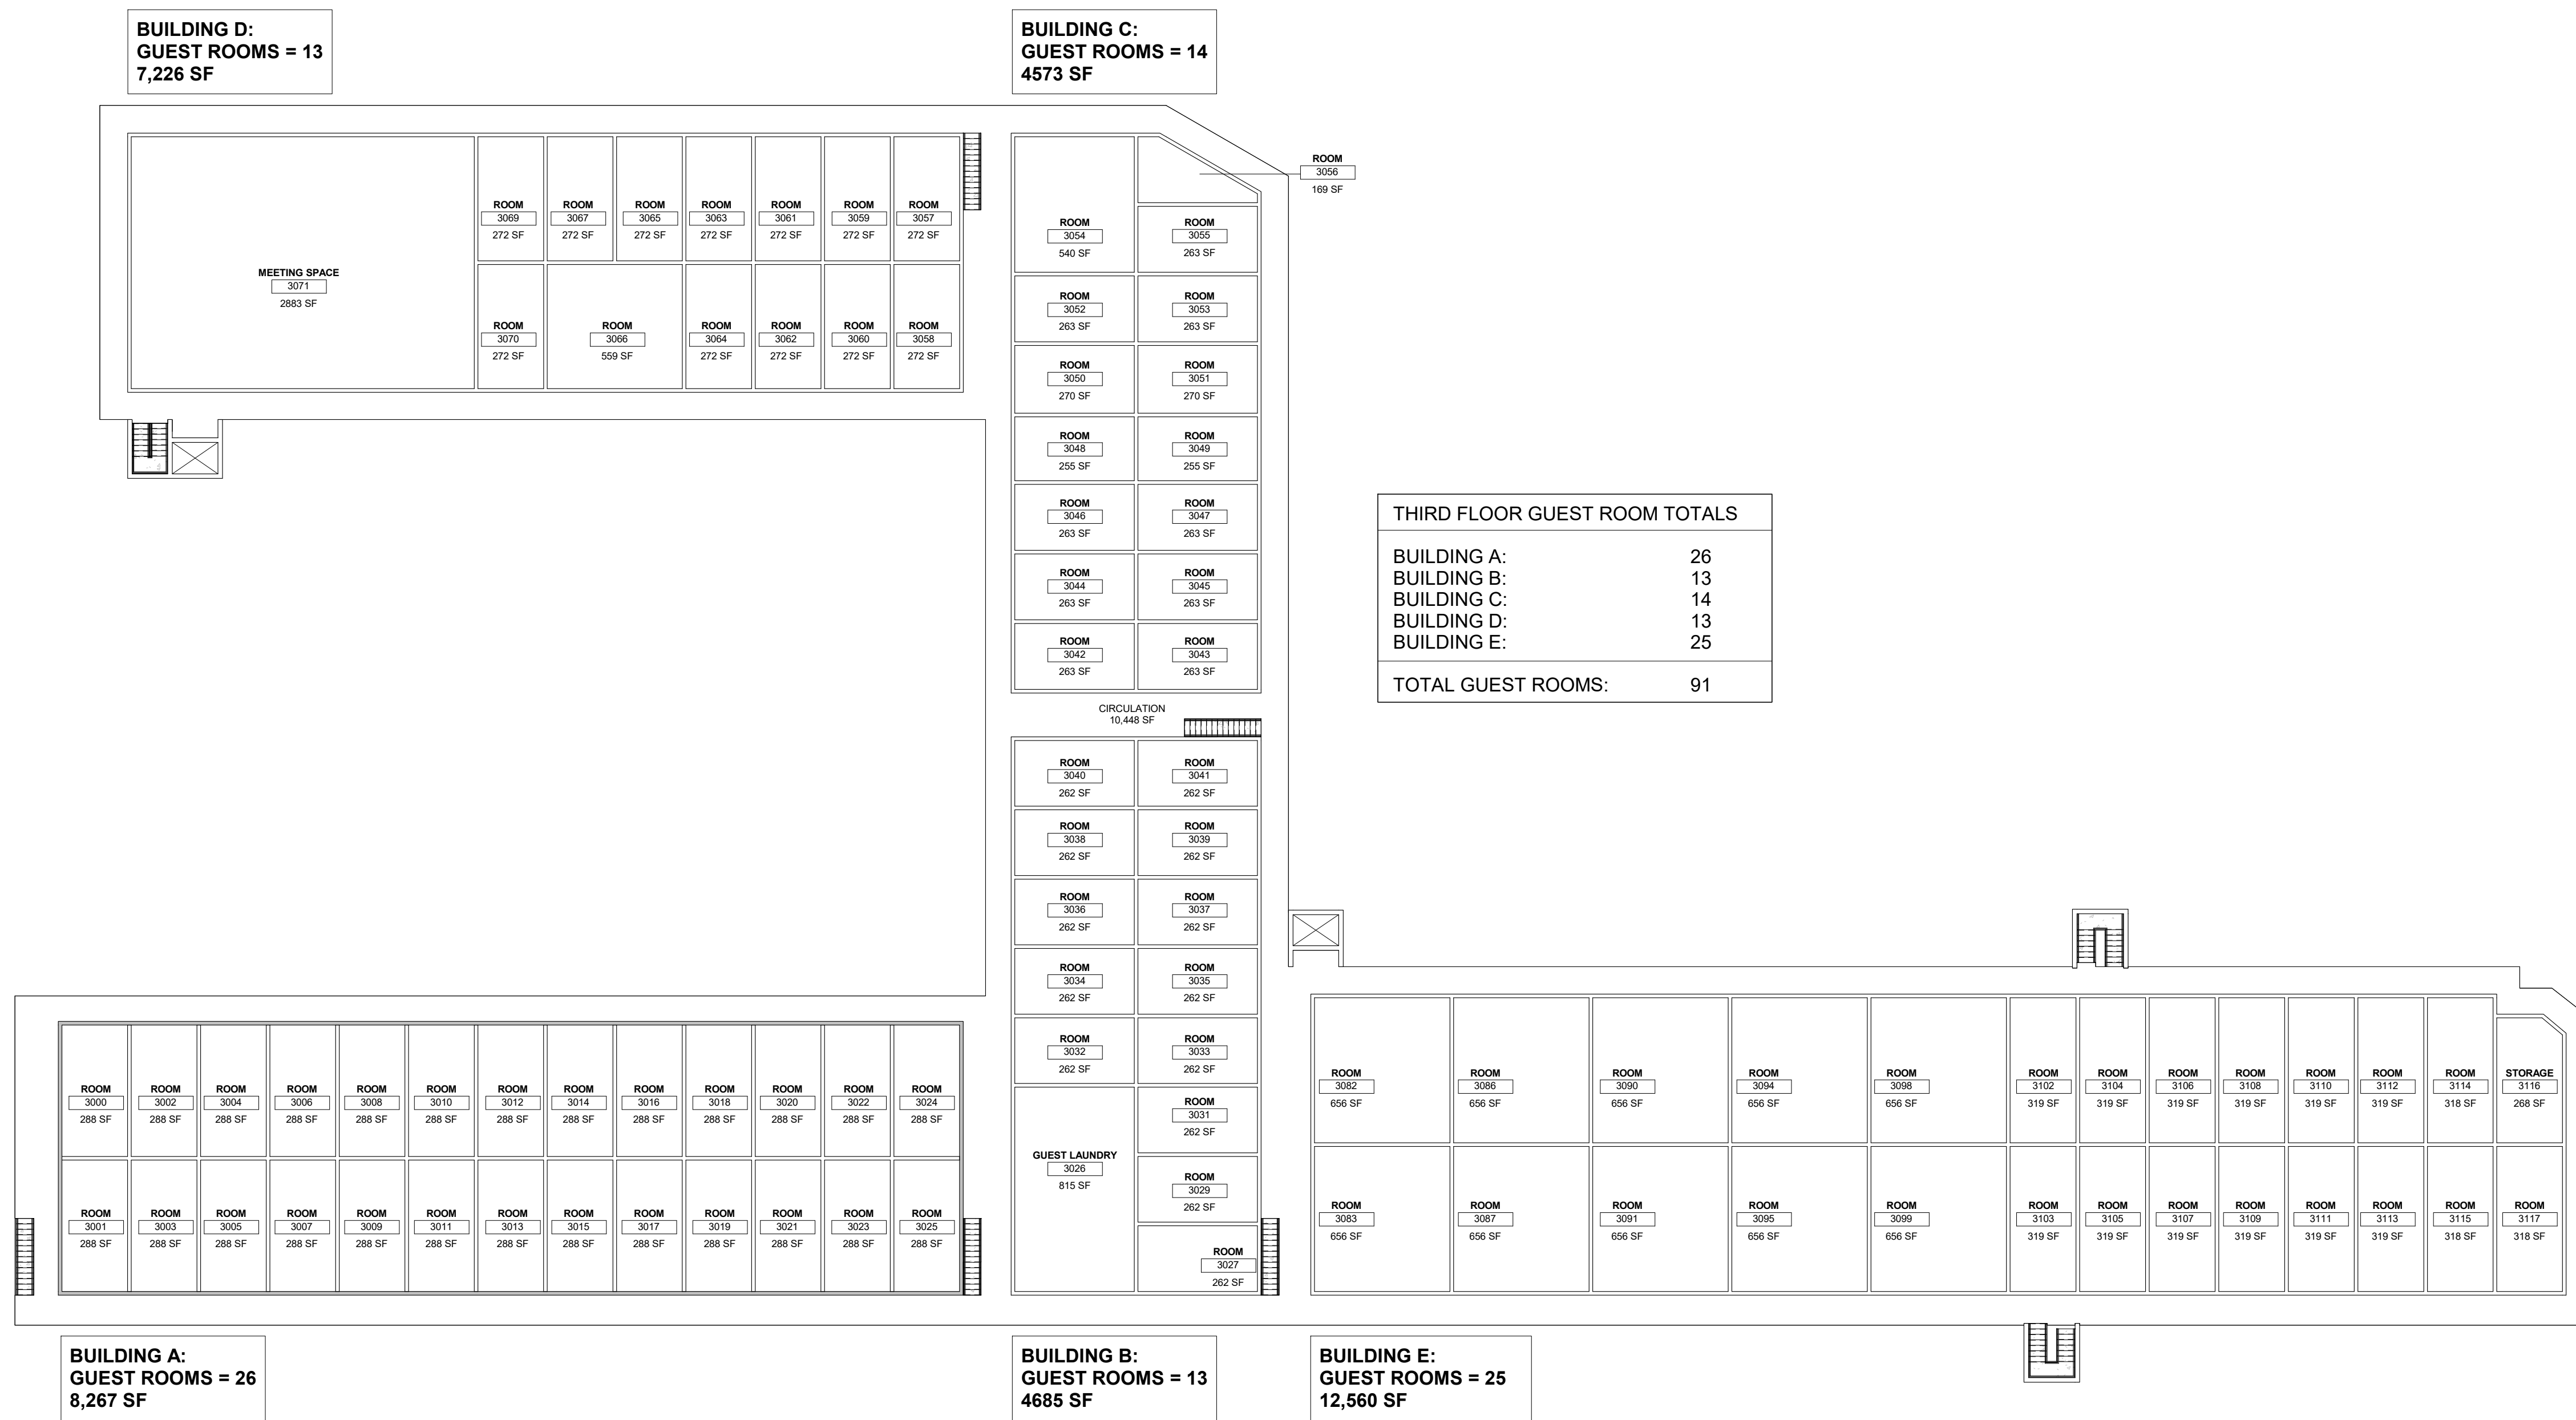 BUILDING D:
GUEST ROOMS = 13
7,226 SF
BUILDING C:
GUEST ROOMS = 14
4573 SF
ROOM
3056
169 SF
ROOM ROOM ROOM ROOM ROOM ROOM ROOM
3069 3067 3065 3063 3061 3059 3057
272 SF 272 SF 272 SF 272 SF 272 SF 272 SF 272 SF
MEETING SPACE
3071
2883 SF
ROOM ROOM ROOM ROOM ROOM ROOM
3070 3066 3064 3062 3060 3058
272 SF 559 SF 272 SF 272 SF 272 SF 272 SF
ROOM ROOM
3054 3055
540 SF 263 SF
ROOM ROOM
3052 3053
263 SF 263 SF
ROOM ROOM
3050 3051
270 SF 270 SF
ROOM ROOM
3048 3049
255 SF 255 SF
ROOM ROOM
3046 3047
263 SF 263 SF
ROOM ROOM
3044 3045
263 SF 263 SF
ROOM ROOM
3042 3043
263 SF 263 SF
THIRD FLOOR GUEST ROOM TOTALS
BUILDING A: 26
BUILDING B: 13
BUILDING C: 14
BUILDING D: 13
BUILDING E: 25
TOTAL GUEST ROOMS: 91
CIRCULATION
10,448 SF
ROOM ROOM
3040 3041
262 SF 262 SF
ROOM ROOM
3038 3039
262 SF 262 SF
ROOM ROOM
3036 3037
262 SF 262 SF
ROOM ROOM
3034 3035
262 SF 262 SF
ROOM ROOM
3032 3033
262 SF 262 SF
ROOM
3031
262 SF
GUEST LAUNDRY
3026
815 SF
ROOM
3029
262 SF
ROOM
3027
262 SF
ROOM ROOM ROOM ROOM ROOM ROOM ROOM ROOM ROOM ROOM ROOM ROOM ROOM
3000 3002 3004 3006 3008 3010 3012 3014 3016 3018 3020 3022 3024
288 SF 288 SF 288 SF 288 SF 288 SF 288 SF 288 SF 288 SF 288 SF 288 SF 288 SF 288 SF 288 SF
ROOM ROOM ROOM ROOM ROOM ROOM ROOM ROOM ROOM ROOM ROOM ROOM ROOM
3001 3003 3005 3007 3009 3011 3013 3015 3017 3019 3021 3023 3025
288 SF 288 SF 288 SF 288 SF 288 SF 288 SF 288 SF 288 SF 288 SF 288 SF 288 SF 288 SF 288 SF
ROOM ROOM ROOM ROOM ROOM ROOM ROOM ROOM ROOM ROOM ROOM ROOM STORAGE
3082 3086 3090 3094 3098 3102 3104 3106 3108 3110 3112 3114 3116
656 SF 656 SF 656 SF 656 SF 656 SF 319 SF 319 SF 319 SF 319 SF 319 SF 319 SF 318 SF 268 SF
ROOM ROOM ROOM ROOM ROOM ROOM ROOM ROOM ROOM ROOM ROOM ROOM ROOM
3083 3087 3091 3095 3099 3103 3105 3107 3109 3111 3113 3115 3117
656 SF 656 SF 656 SF 656 SF 656 SF 319 SF 319 SF 319 SF 319 SF 319 SF 319 SF 318 SF 318 SF
BUILDING A:
GUEST ROOMS = 26
8,267 SF
BUILDING B:
GUEST ROOMS = 13
4685 SF
BUILDING E:
GUEST ROOMS = 25
12,560 SF